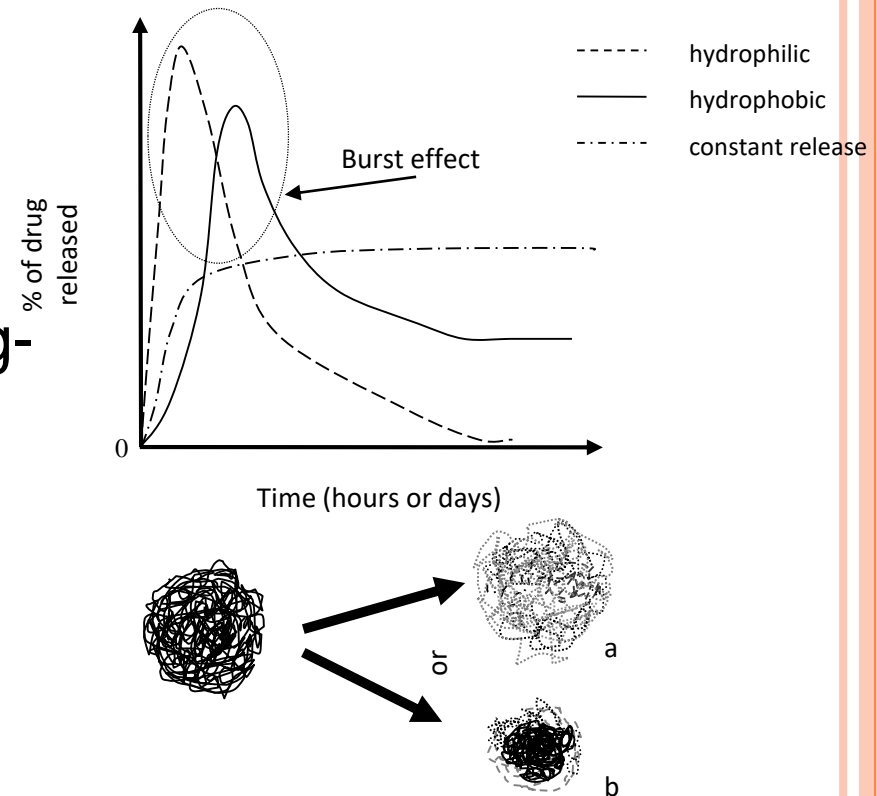 hydrophilic
hydrophobic
constant release
Burst effect
% of drug
released
g-
0
Time (hours or days)
or
a
b